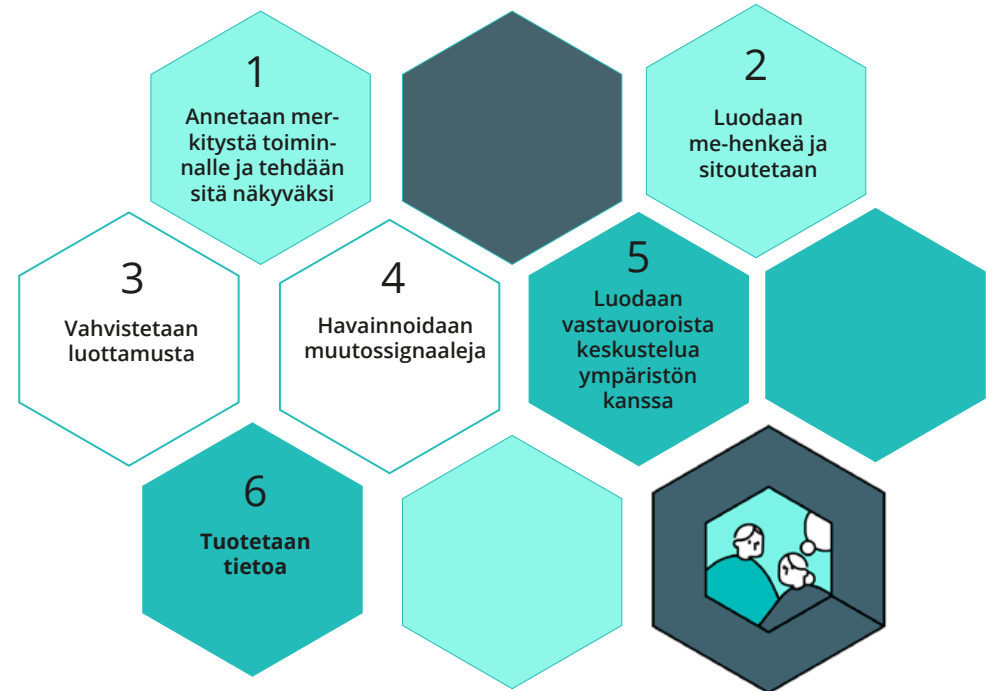 1
Annetaan mer-
kitystä toimin-
nalle ja tehdään
sitä näkyväksi
2
Luodaan
me-henkeä ja
sitoutetaan
3
Vahvistetaan
luottamusta
4
Havainnoidaan
muutossignaaleja
5
Luodaan
vastavuoroista
keskustelua
ympäristön
kanssa
6
Tuotetaan
tietoa